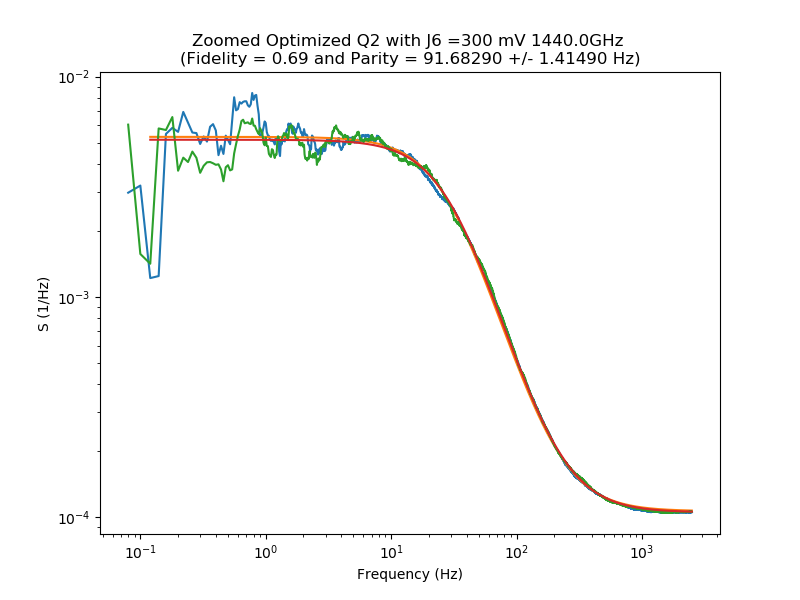 Zoomed Optimized Q2 with J6 =300 mV 1440.0GHz
(Fidelity = 0.69 and Parity = 91.68290 +/- 1.41490 Hz)
S (1/Hz)
10⁻²
10⁻³
10⁻⁴
10⁻¹ 10⁰ 10¹ 10² 10³
Frequency (Hz)